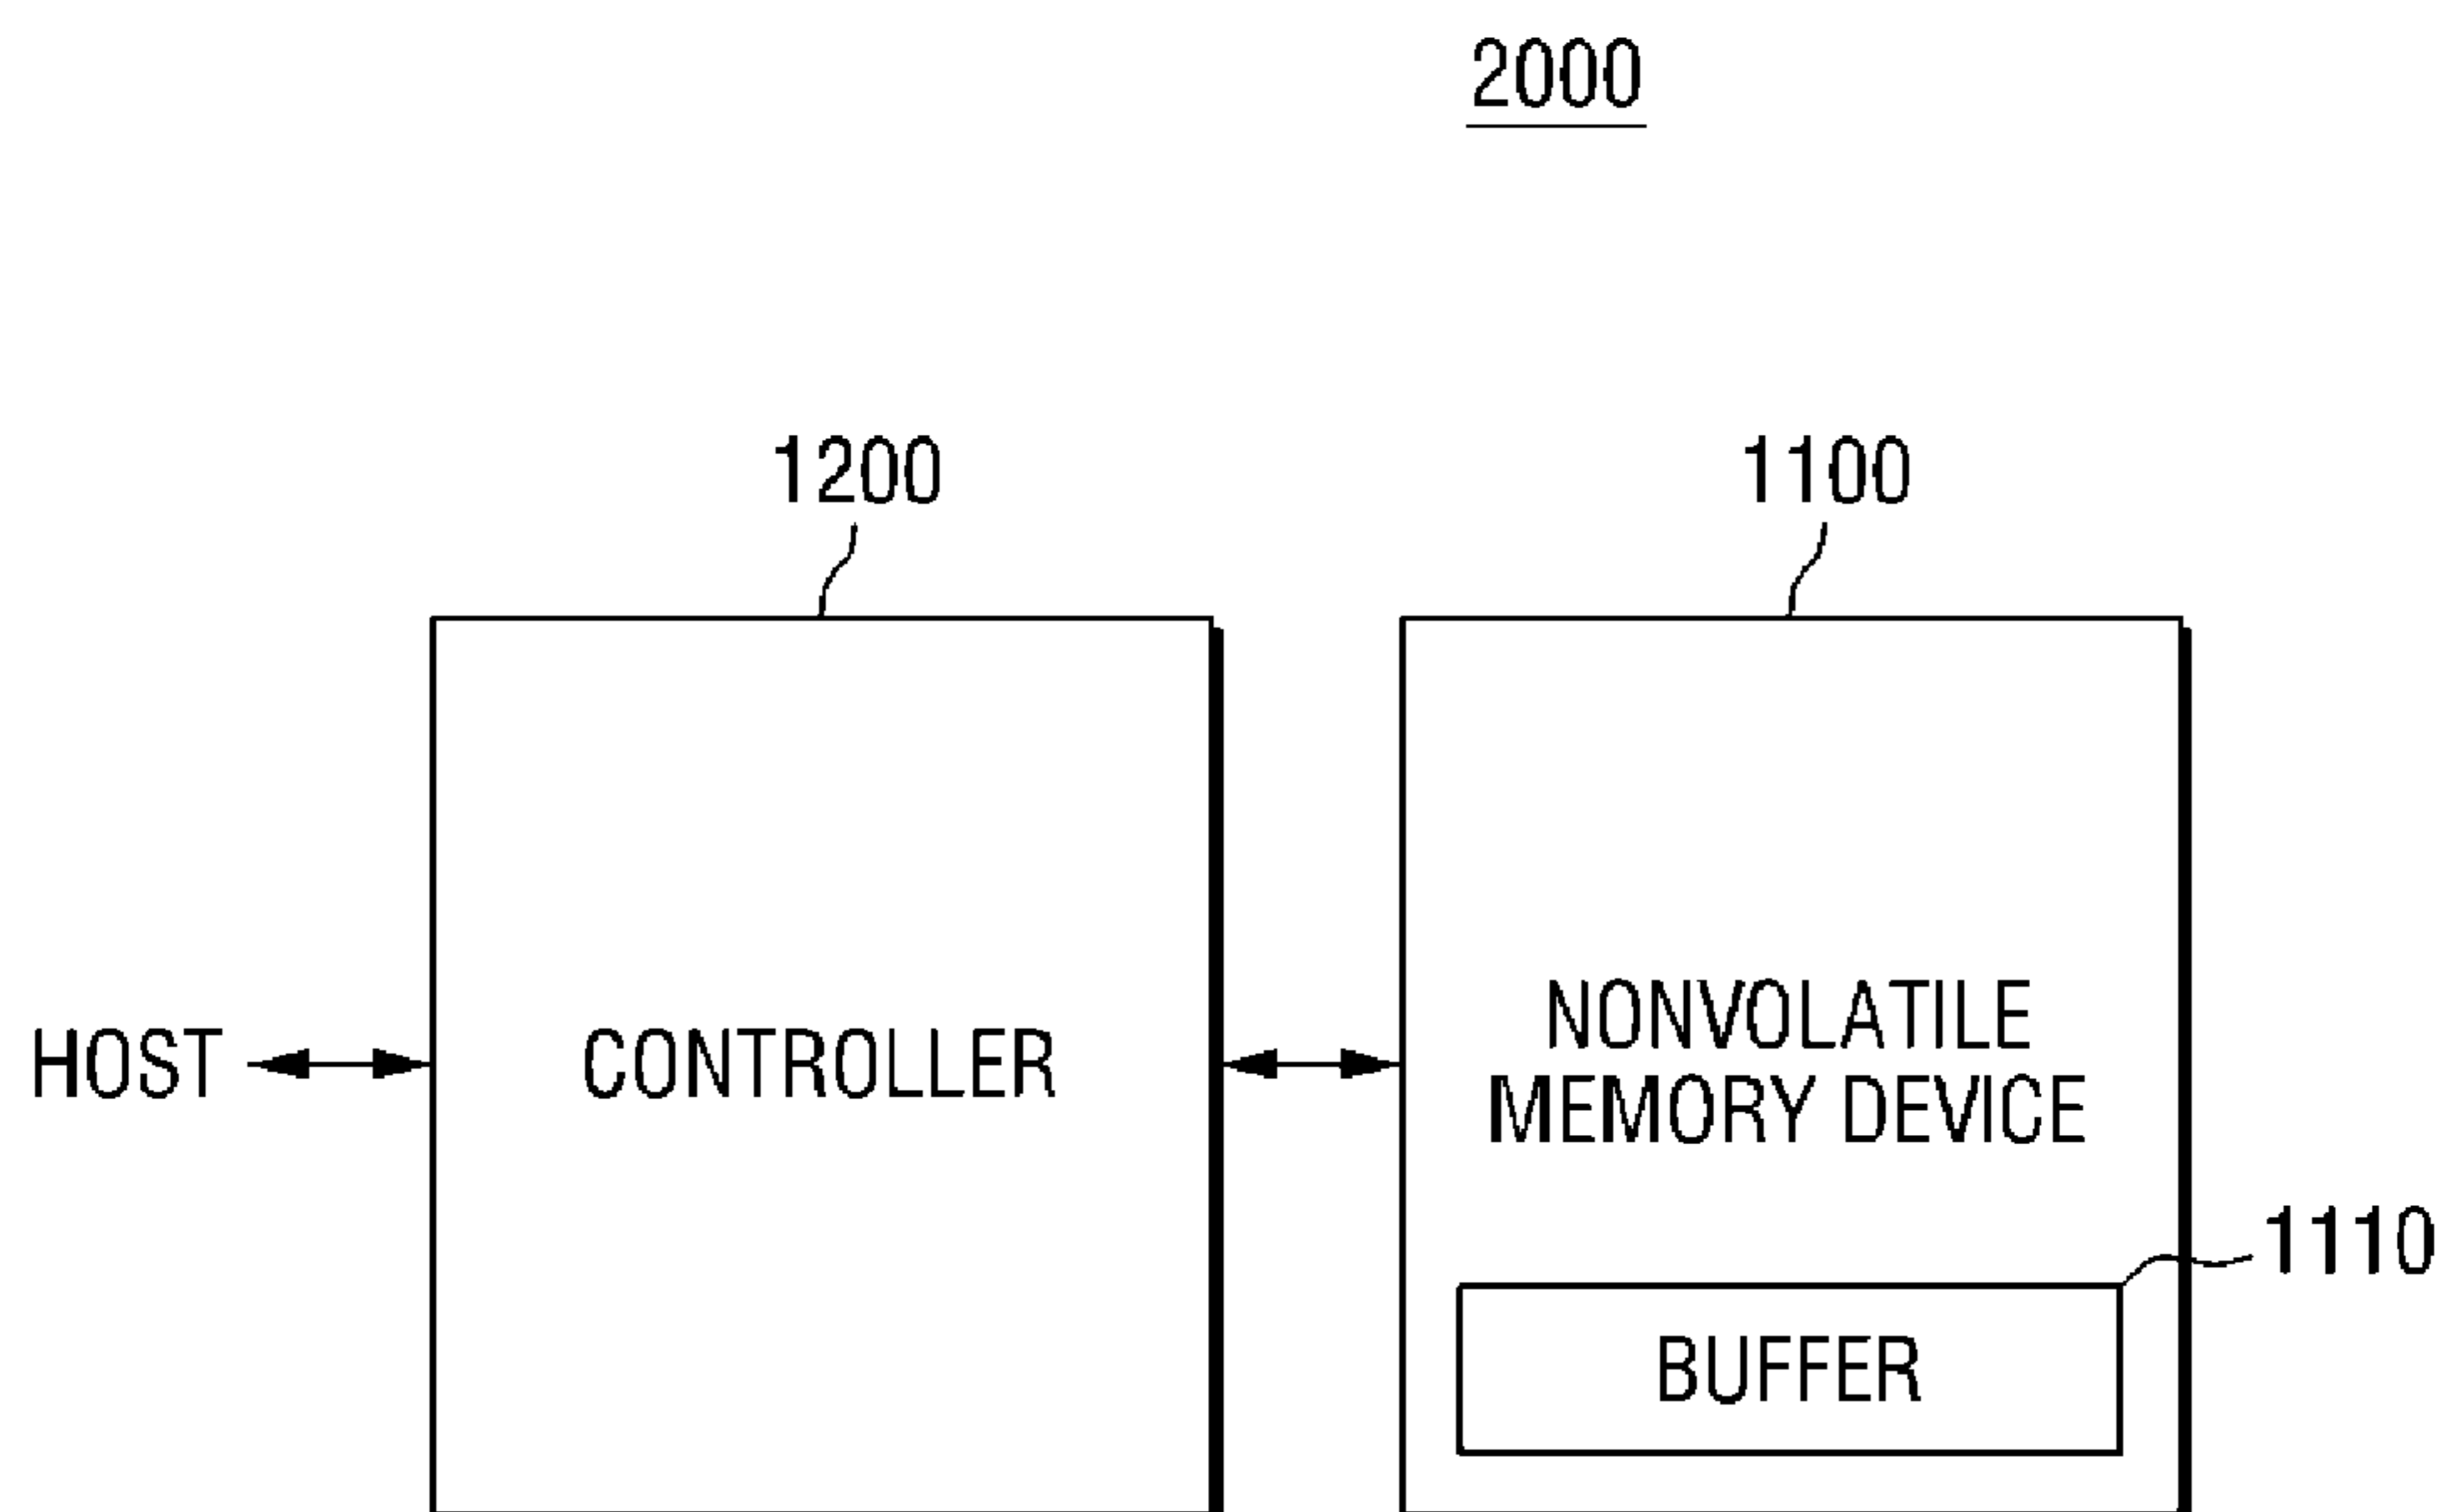 2000
1200
1100
HOST
CONTROLLER
NONVOLATILE
MEMORY DEVICE
1110
BUFFER